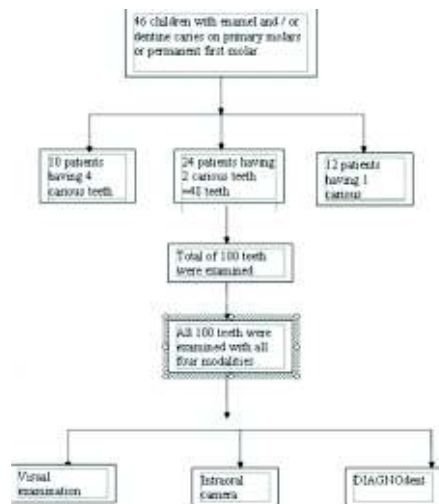 46 children with enamel and / or
dentine caries on primary molars
or permanent first molar
10 patients
having 4
carious teeth
24 patients having
2 carious teeth
=48 teeth
12 patients
having 1
carious
Total of 100 teeth
were examined
All 100 teeth were
examined with all
four modalities
Visual
examination
Intraoral
camera
DIAGNOdent